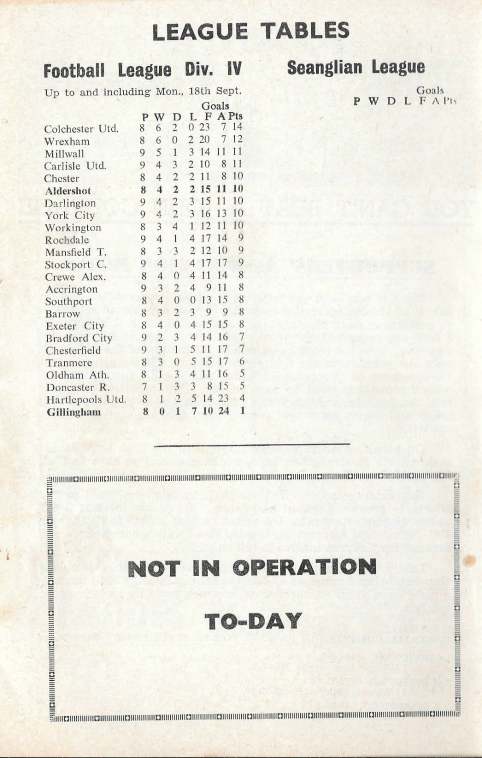 LEAGUE TABLES
Football League Div. IV
Up to and including Mon., 18th Sept.
Goals
P W D L F A Pts
Colchester Utd. 8 6 2 0 23 7 14
Wrexham 8 6 0 2 20 7 12
Millwall 9 5 1 3 14 11 11
Carlisle Utd. 9 4 3 2 10 8 11
Chester 8 4 2 2 11 8 10
Aldershot 8 4 2 2 15 11 10
Darlington 9 4 2 3 15 11 10
York City 9 4 2 3 16 13 10
Workington 8 3 4 1 12 11 10
Rochdale 9 4 1 4 17 14 9
Mansfield T. 8 3 3 2 12 10 9
Stockport C. 9 4 1 4 17 17 9
Crewe Alex. 8 4 0 4 11 14 8
Accrington 9 3 2 4 9 11 8
Southport 8 4 0 0 13 15 8
Barrow 8 3 2 3 9 9 8
Exeter City 8 4 0 4 15 15 8
Bradford City 9 2 3 4 14 16 7
Chesterfield 9 3 1 5 11 17 7
Tranmere 8 3 0 5 15 17 6
Oldham Ath. 8 1 3 4 11 16 5
Doncaster R. 7 1 3 3 8 15 5
Hartlepools Utd. 8 1 2 5 14 23 4
Gillingham 8 0 1 7 10 24 1
Seanglian League
Goals
P W D L F A Pts
NOT IN OPERATION
TO-DAY